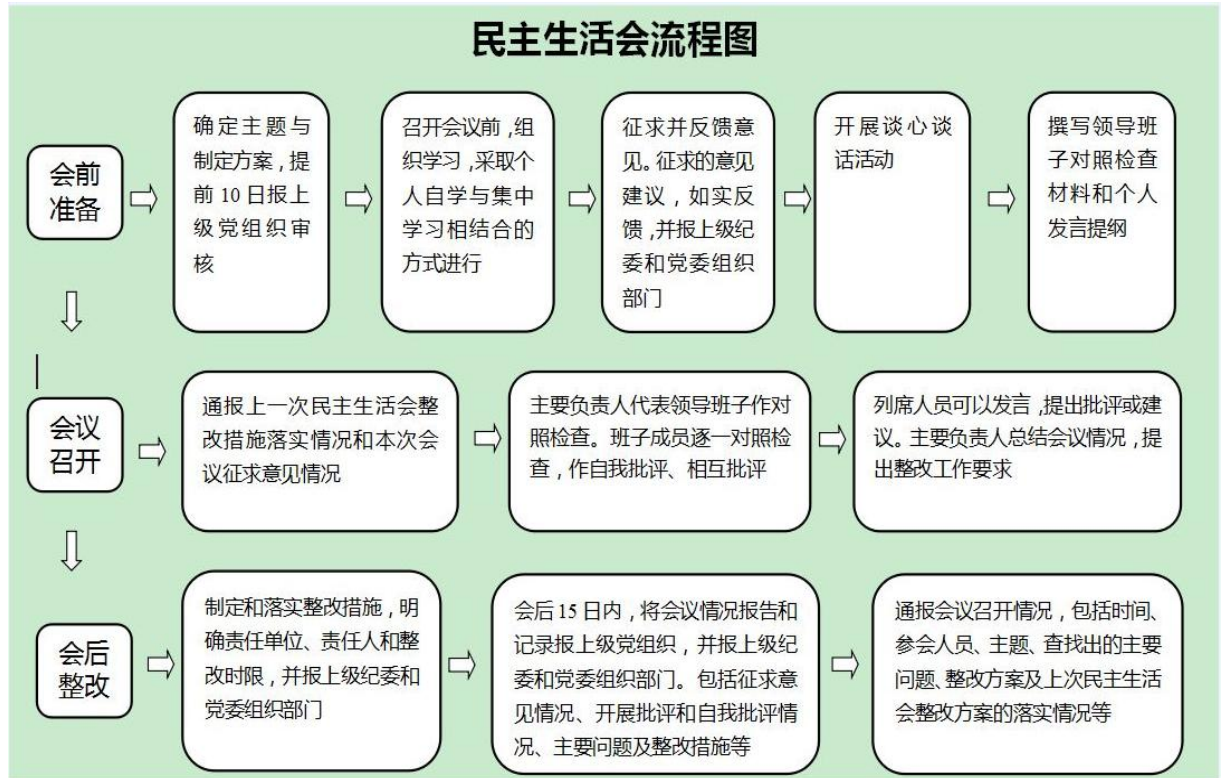 民主生活会流程图
会前
准备
确定主题与
制定方案，提
前 10 日报上
级党组织审
核
召开会议前，组
织学习，采取个
人自学与集中
学习相结合的
方式进行
征求并反馈意
见。征求的意见
建议，如实反
馈，并报上级纪
委和党委组织
部门
开展谈心谈
话活动
撰写领导班
子对照检查
材料和个人
发言提纲
会议
召开
通报上一次民主生活会整
改措施落实情况和本次会
议征求意见情况
主要负责人代表领导班子作对
照检查。班子成员逐一对照检
查，作自我批评、相互批评
列席人员可以发言，提出批评或建
议。主要负责人总结会议情况，提
出整改工作要求
会后
整改
制定和落实整改措施，明
确责任单位、责任人和整
改时限，并报上级纪委和
党委组织部门
会后 15 日内，将会议情况报告和
记录报上级党组织，并报上级纪
委和党委组织部门。包括征求意
见情况、开展批评和自我批评情
况、主要问题及整改措施等
通报会议召开情况，包括时间、
参会人员、主题、查找出的主要
问题、整改方案及上次民主生活
会整改方案的落实情况等